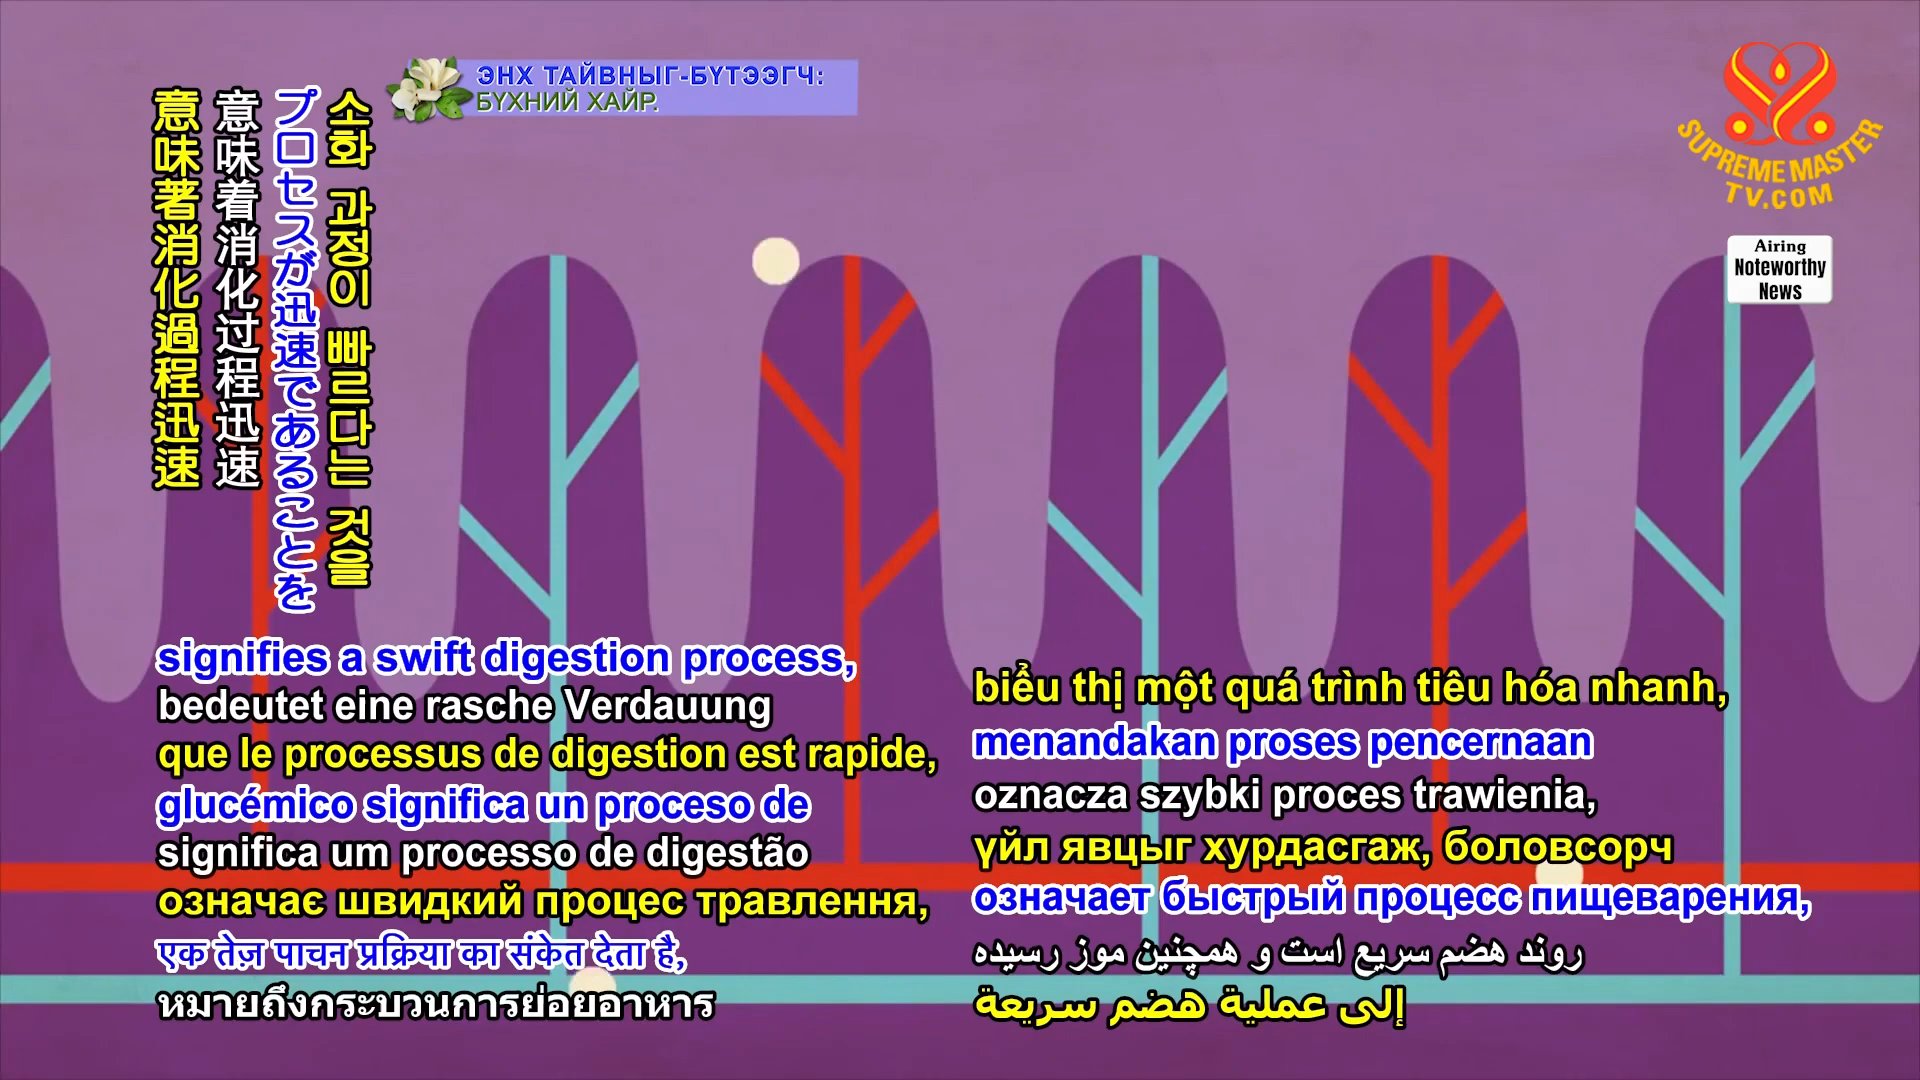 ЭНХ ТАЙВНЫГ-БҮТЭЭГЧ:
БҮХНИЙ ХАЙР.
SUPREME MASTER
TV.COM
Airing
Noteworthy
News
소화 과정이 빠르다는 것을
プロセスが迅速であることを
意味着消化过程迅速
意味著消化過程迅速
signifies a swift digestion process,
bedeutet eine rasche Verdauung
que le processus de digestion est rapide,
glucémico significa un proceso de
significa um processo de digestão
означає швидкий процес травлення,
एक तेज़ पाचन प्रक्रिया का संकेत देता है,
หมายถึงกระบวนการย่อยอาหาร
biểu thị một quá trình tiêu hóa nhanh,
menandakan proses pencernaan
oznacza szybki proces trawienia,
үйл явцыг хурдасгаж, боловсорч
означает быстрый процесс пищеварения,
روند هضم سریع است و همچنین موز رسیده
إلى عملية هضم سريعة